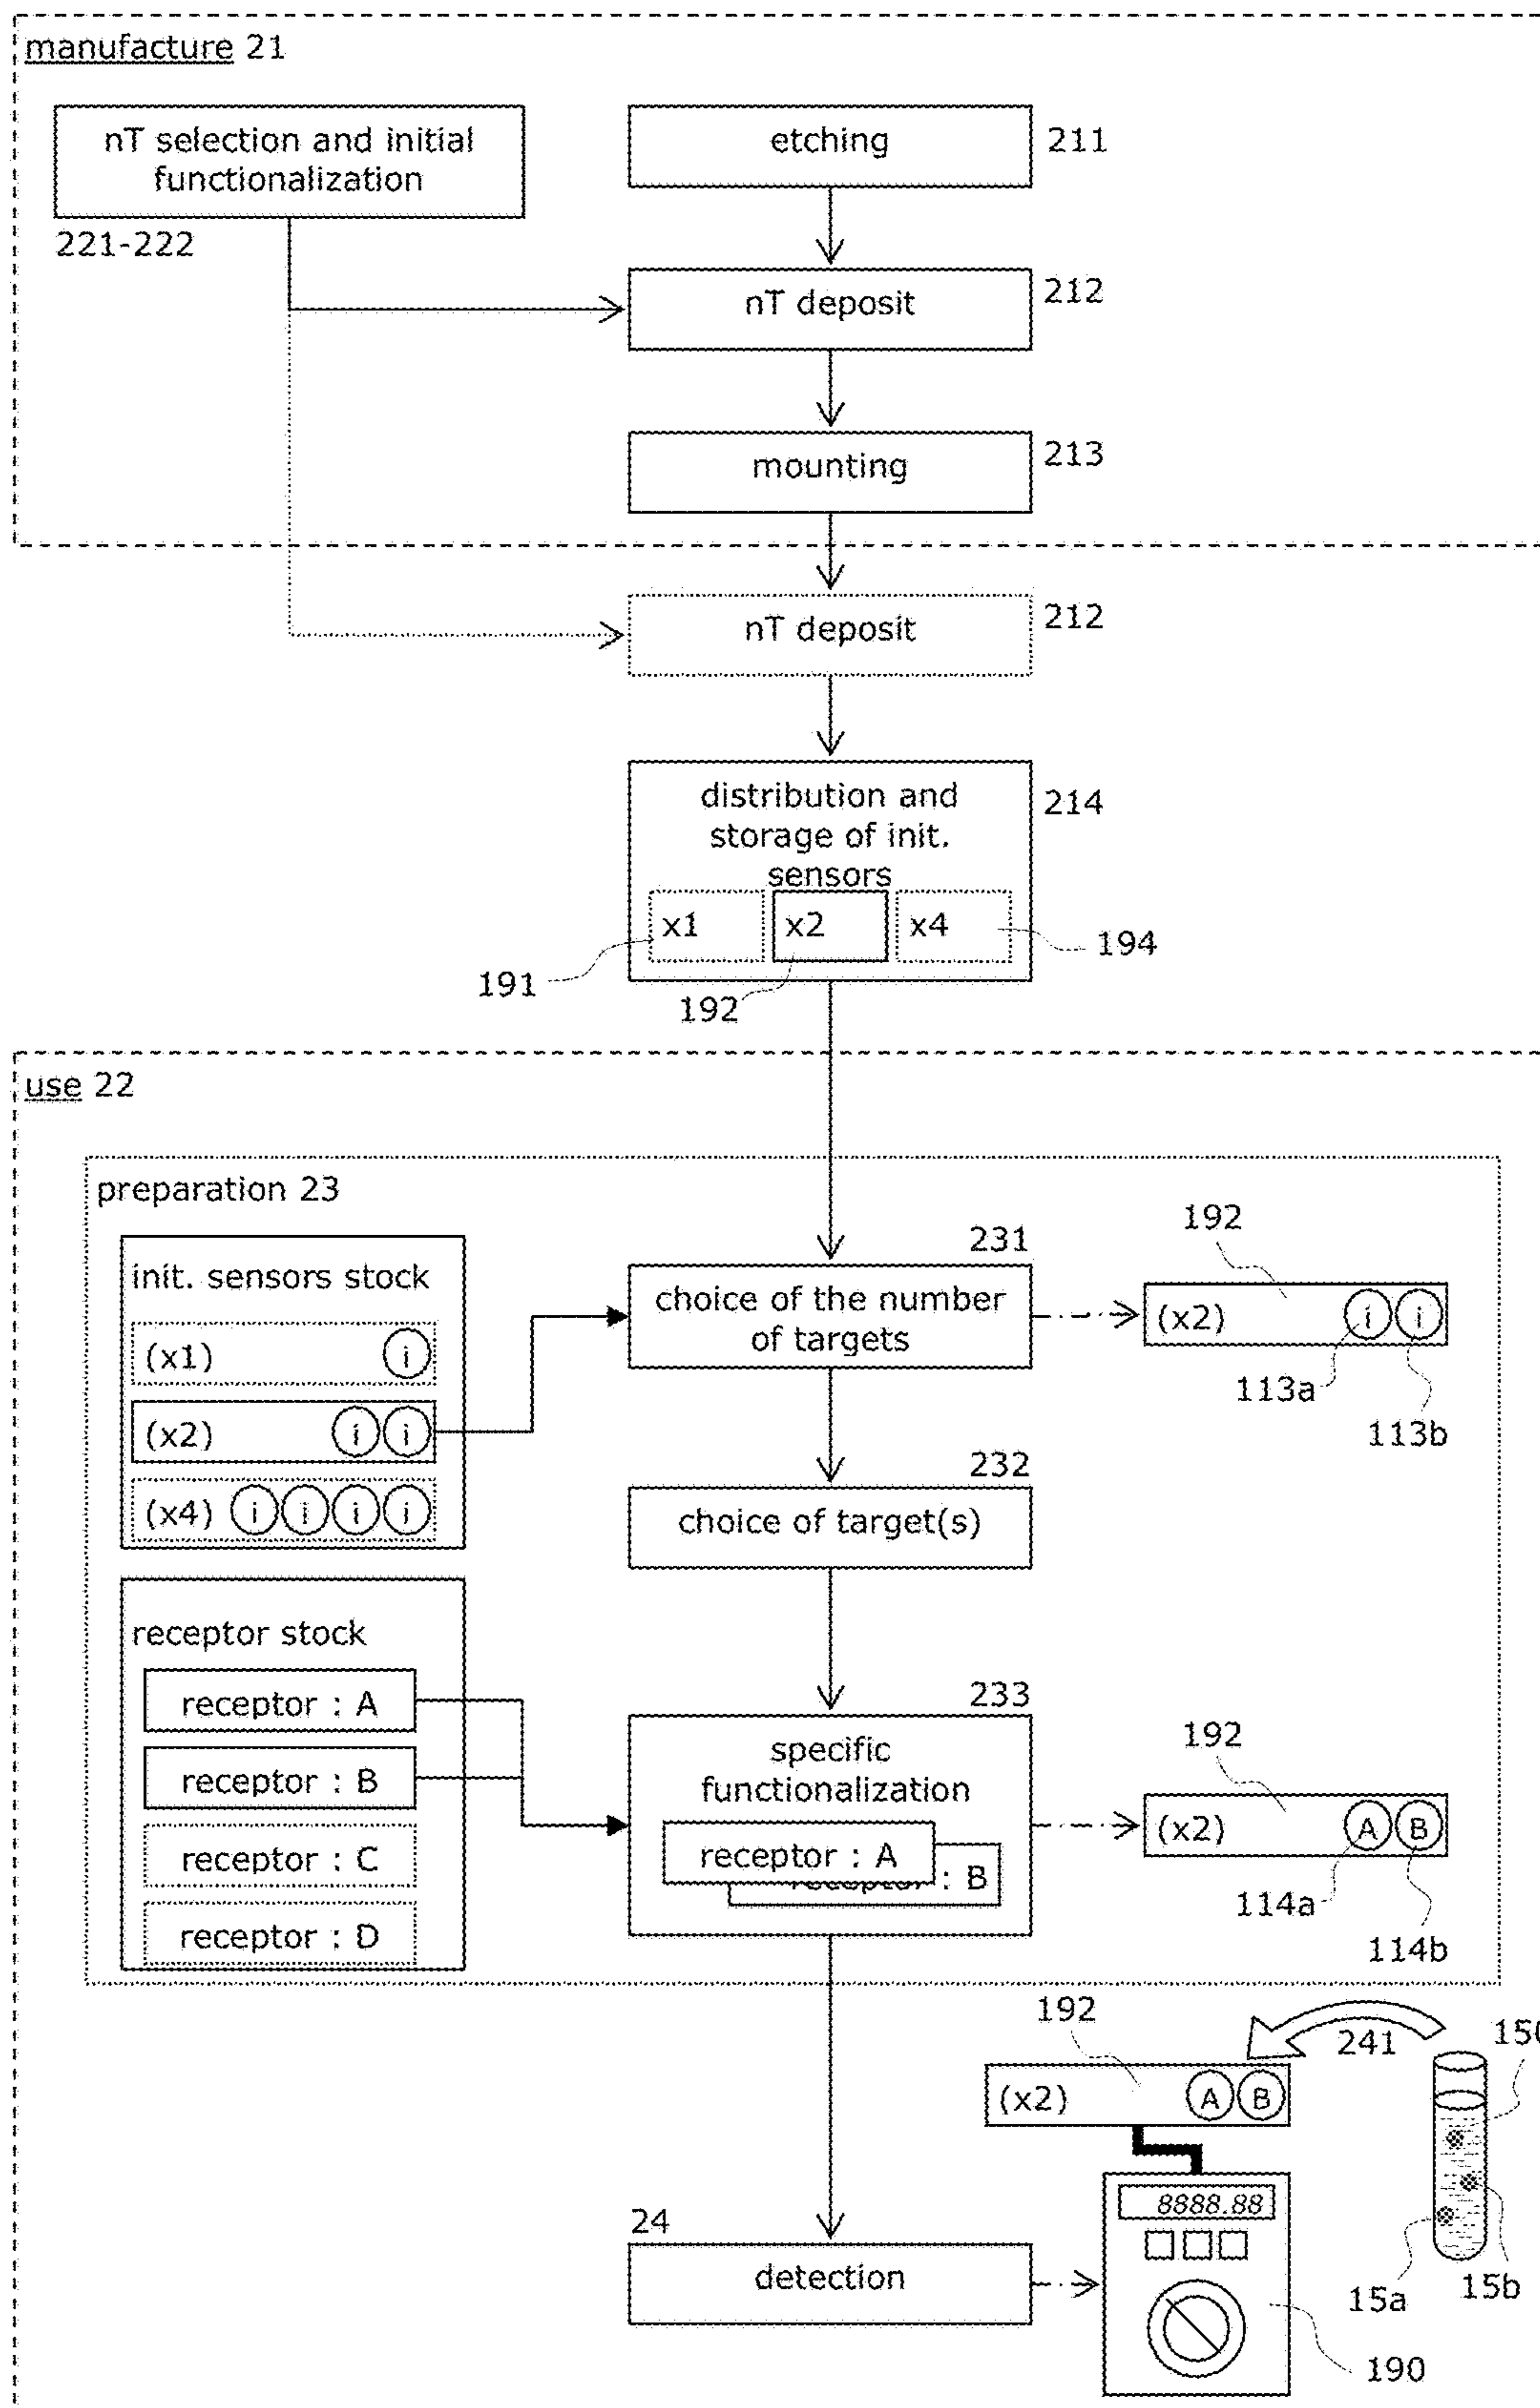 manufacture 21
nT selection and initial
functionalization
221-222
etching
211
nT deposit
212
mounting
213
nT deposit
212
distribution and
storage of init.
sensors
214
x1
x2
x4
191
192
194
use 22
preparation 23
init. sensors stock
(x1) i
(x2) i i
(x4) i i i i
231
choice of the number
of targets
192
(x2) i i
113a
113b
232
choice of target(s)
receptor stock
receptor : A
receptor : B
receptor : C
receptor : D
233
specific
functionalization
receptor : A
receptor : B
192
(x2) A B
114a
114b
192
241
(x2) A B
8888.88
15a
15b
24
detection
190